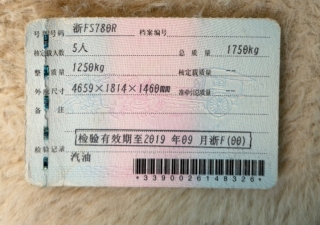 号牌号码 浙FS780R 档案编号
核定载人数 5人 总质量 1750kg
整备质量 1250kg 核定载质量 --
外廓尺寸 4659×1814×1460mm 准牵引总质量 --
备注
检验有效期至2019年09月浙F(00)
检验记录
汽油
*3390026148326*